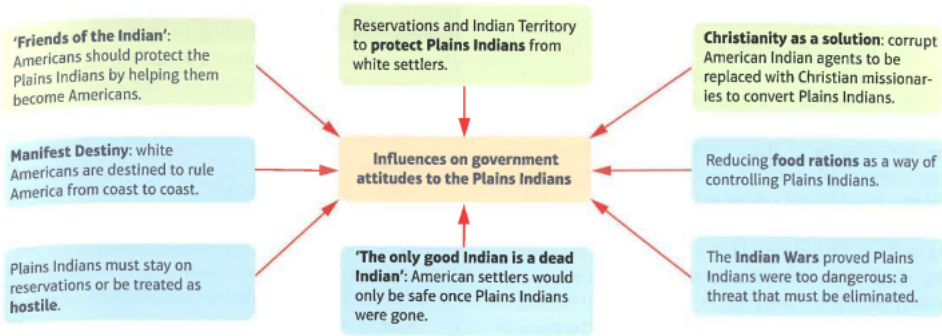 'Friends of the Indian':
Americans should protect the
Plains Indians by helping them
become Americans.
Reservations and Indian Territory
to protect Plains Indians from
white settlers.
Christianity as a solution: corrupt
American Indian agents to be
replaced with Christian missionar-
ies to convert Plains Indians.
Manifest Destiny: white
Americans are destined to rule
America from coast to coast.
Influences on government
attitudes to the Plains Indians
Reducing food rations as a way of
controlling Plains Indians.
Plains Indians must stay on
reservations or be treated as
hostile.
'The only good Indian is a dead
Indian': American settlers would
only be safe once Plains Indians
were gone.
The Indian Wars proved Plains
Indians were too dangerous: a
threat that must be eliminated.